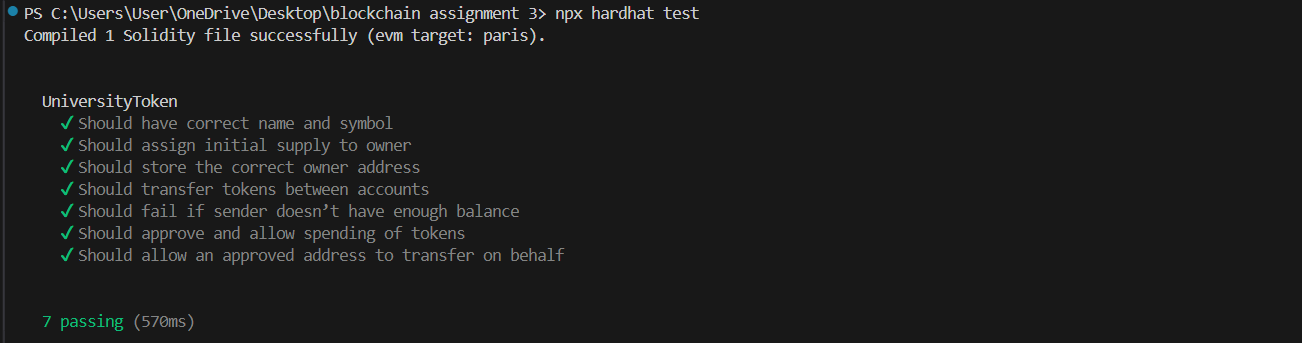 PS C:\Users\User\OneDrive\Desktop\blockchain assignment 3> npx hardhat test
Compiled 1 Solidity file successfully (evm target: paris).
UniversityToken
✓ Should have correct name and symbol
✓ Should assign initial supply to owner
✓ Should store the correct owner address
✓ Should transfer tokens between accounts
✓ Should fail if sender doesn’t have enough balance
✓ Should approve and allow spending of tokens
✓ Should allow an approved address to transfer on behalf
7 passing (570ms)